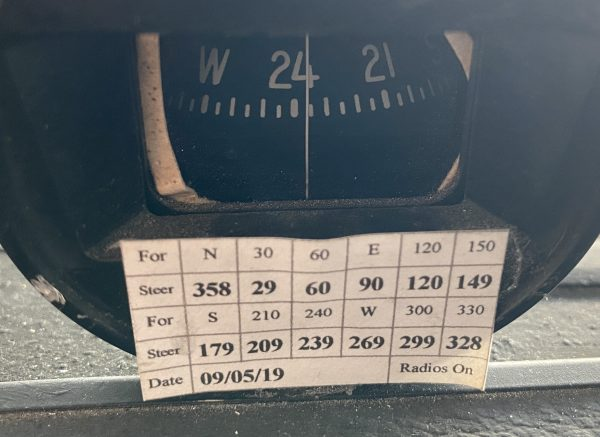 W 24 21 S
For N 30 60 E 120 150
Steer 358 29 60 90 120 149
For S 210 240 W 300 330
Steer 179 209 239 269 299 328
Date 09/05/19 Radios On